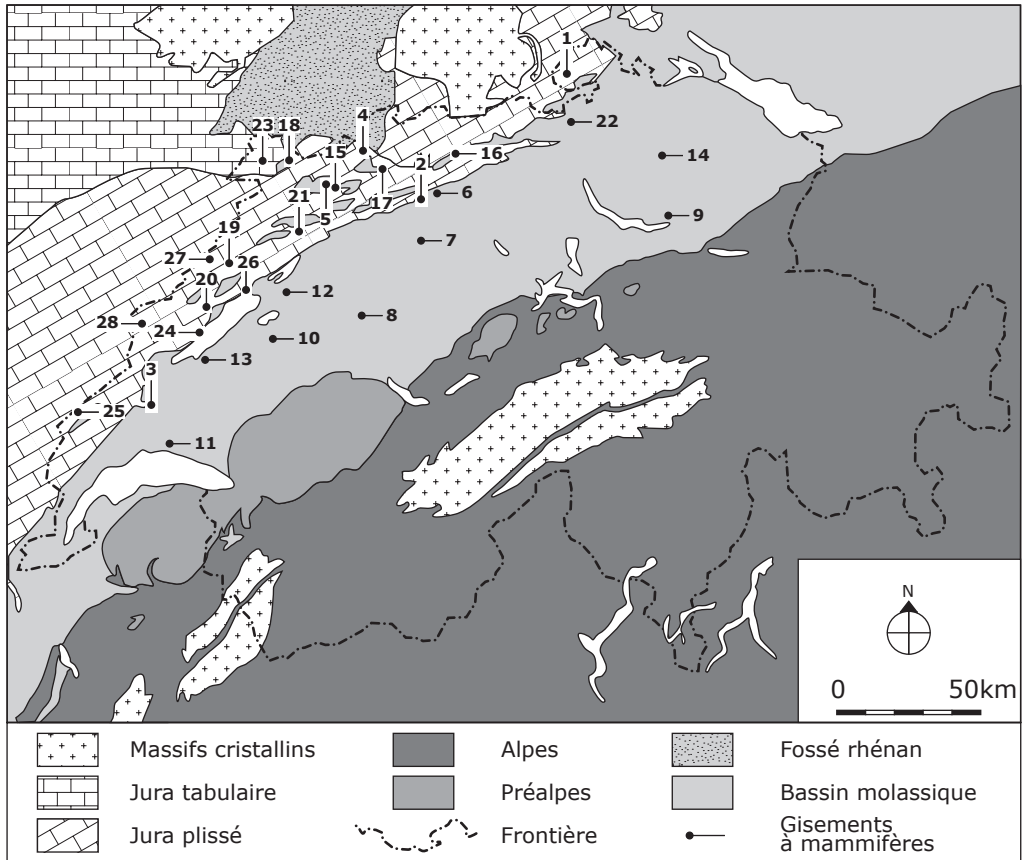 1
4
22
23 18
15
16
14
2
21
6
5
17
9
19
7
27
26
20
12
28
24
8
10
13
3
25
11
N
0 50km
Massifs cristallins
Alpes
Fossé rhénan
Jura tabulaire
Préalpes
Bassin molassique
Jura plissé
Frontière
Gisements
à mammifères